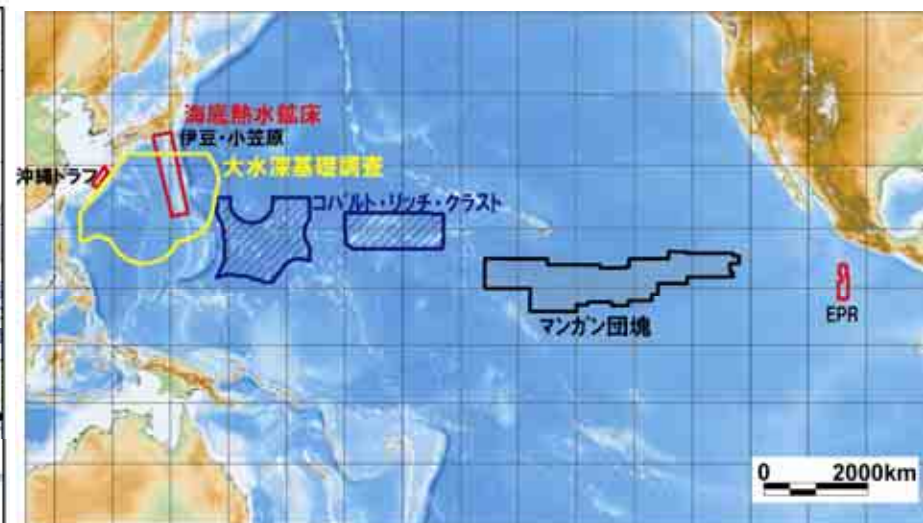 海底熱水鉱床
伊豆・小笠原
大水深基礎調査
沖縄トラフ
コバルト・リッチ・クラスト
マンガン団塊
EPR
0 2000km